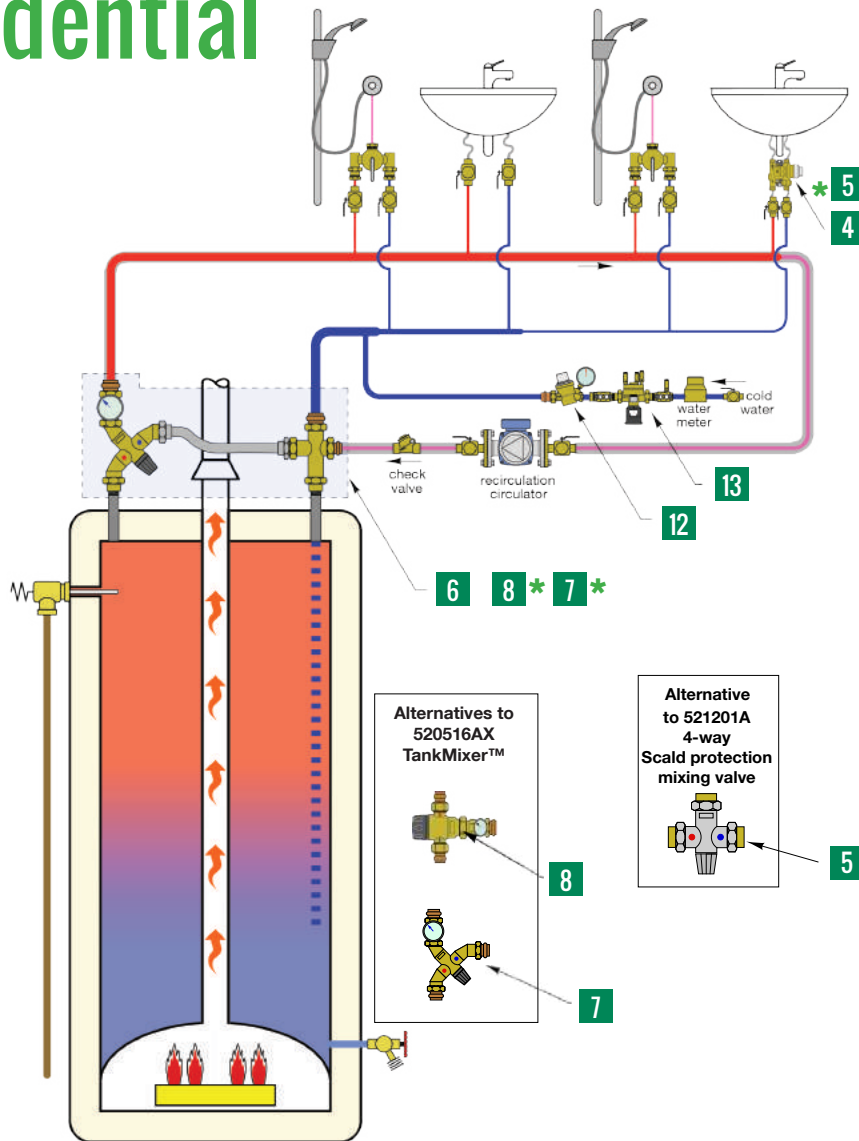 dential
* 5
4
cold
water
water
meter
check
valve
recirculation
circulator
13
12
6 8 * 7 *
Alternatives to
520516AX
TankMixer™
8
7
Alternative
to 521201A
4-way
Scald protection
mixing valve
5